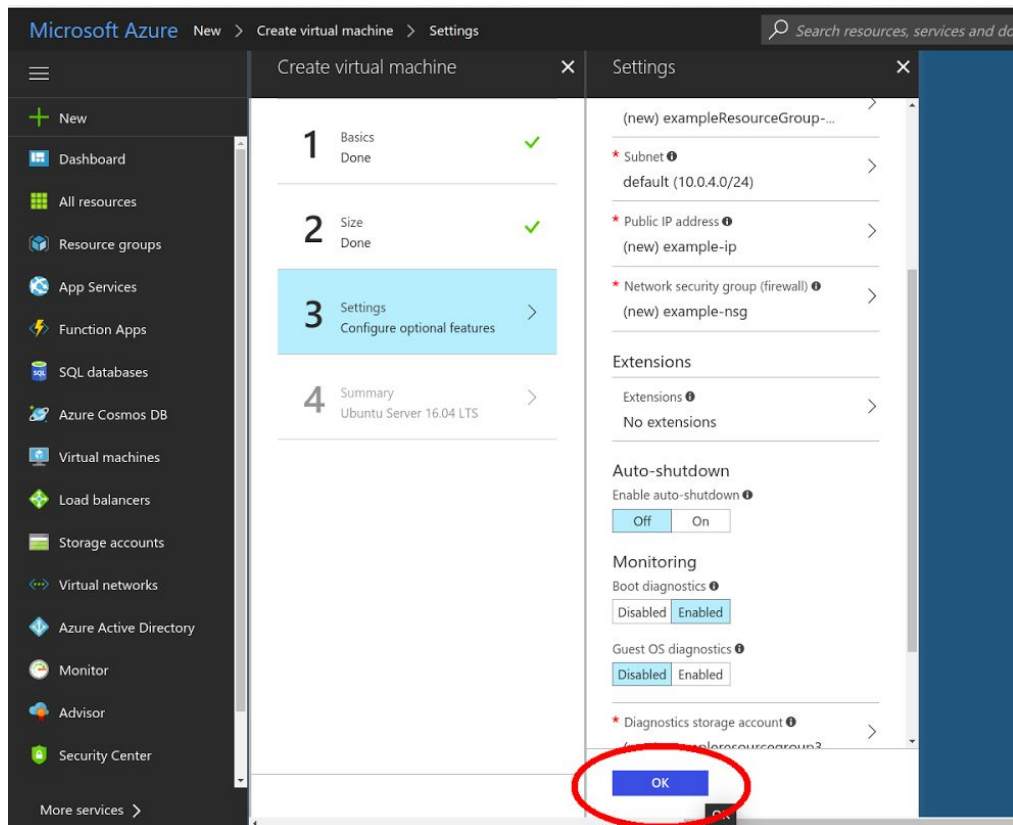 Microsoft Azure New > Create virtual machine > Settings
Search resources, services and do
New
Dashboard
All resources
Resource groups
App Services
Function Apps
SQL databases
Azure Cosmos DB
Virtual machines
Load balancers
Storage accounts
Virtual networks
Azure Active Directory
Monitor
Advisor
Security Center
More services >
Create virtual machine
1
Basics
Done
2
Size
Done
3
Settings
Configure optional features
4
Summary
Ubuntu Server 16.04 LTS
Settings
(new) exampleResourceGroup-...
* Subnet
default (10.0.4.0/24)
* Public IP address
(new) example-ip
* Network security group (firewall)
(new) example-nsg
Extensions
Extensions
No extensions
Auto-shutdown
Enable auto-shutdown
Off On
Monitoring
Boot diagnostics
Disabled Enabled
Guest OS diagnostics
Disabled Enabled
* Diagnostics storage account
OK
OK